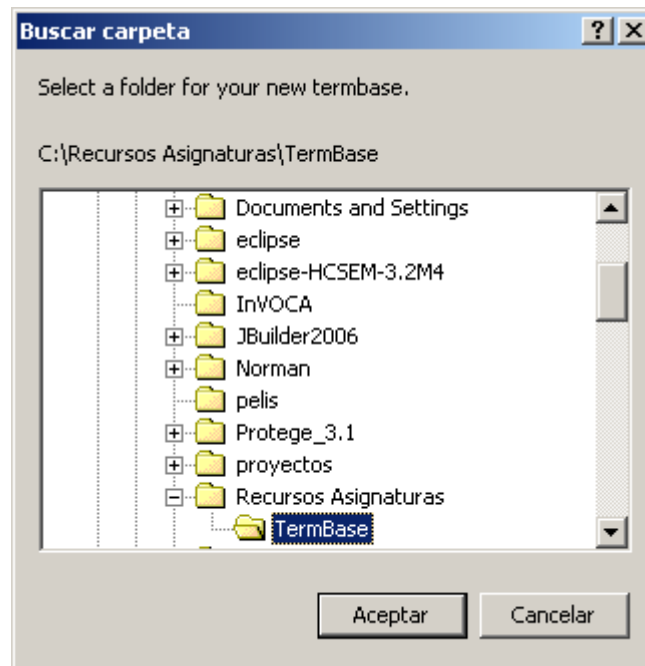 Buscar carpeta
Select a folder for your new termbase.
C:\Recursos Asignaturas\TermBase
Documents and Settings
eclipse
eclipse-HCSEM-3.2M4
InVOCA
JBuilder2006
Norman
pelis
Protege_3.1
proyectos
Recursos Asignaturas
TermBase
Aceptar Cancelar